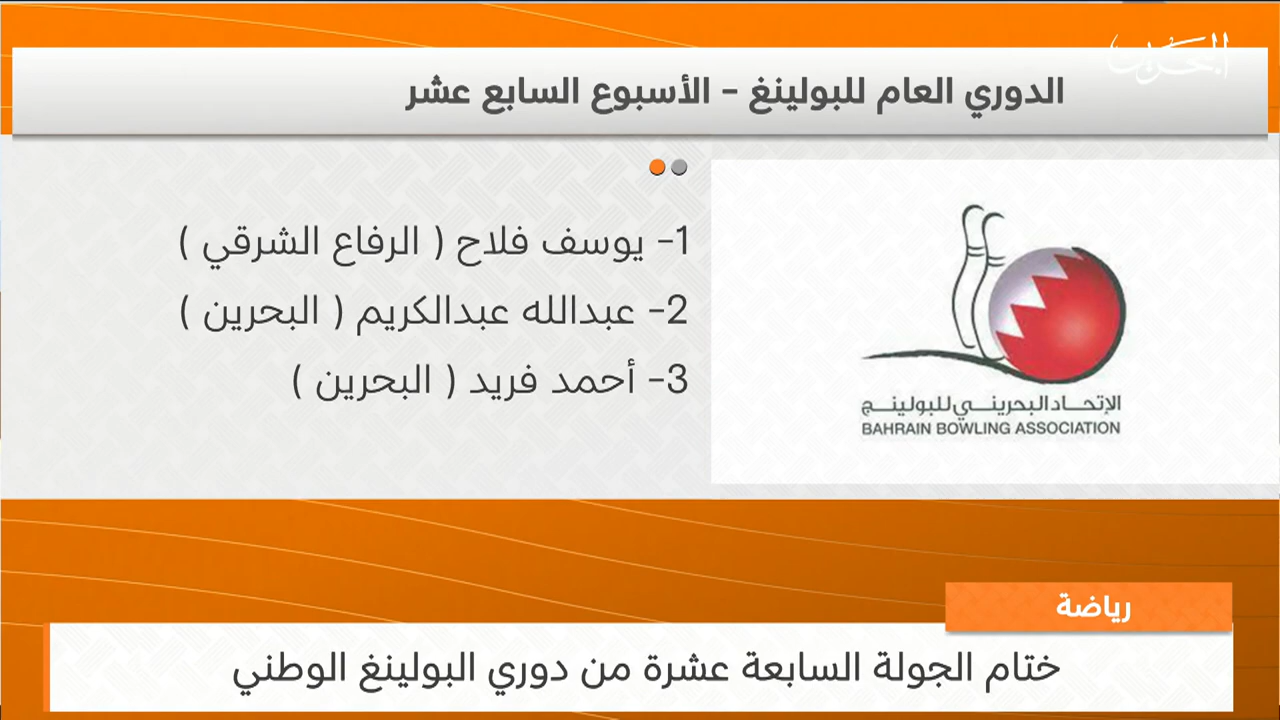 البحرين
الدوري العام للبولينغ - الأسبوع السابع عشر
1- يوسف فلاح ( الرفاع الشرقي )
2- عبدالله عبدالكريم ( البحرين )
3- أحمد فريد ( البحرين )
الإتحاد البحريني للبولينج
BAHRAIN BOWLING ASSOCIATION
رياضة
ختام الجولة السابعة عشرة من دوري البولينغ الوطني